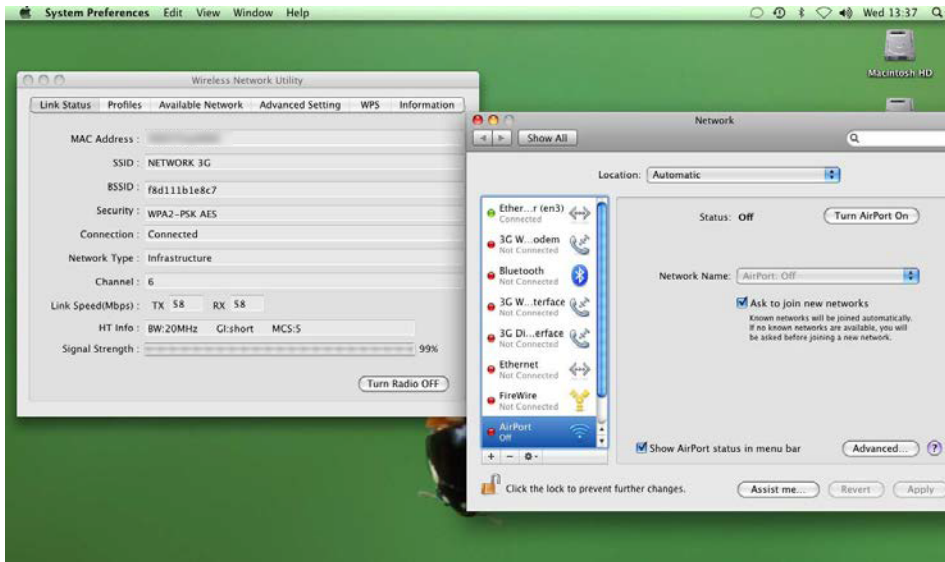 System Preferences Edit View Window Help Wed 13:37
Macintosh HD
Wireless Network Utility
Link Status Profiles Available Network Advanced Setting WPS Information
MAC Address :
SSID : NETWORK 3G
BSSID : f8d111b1e8c7
Security : WPA2-PSK AES
Connection : Connected
Network Type : Infrastructure
Channel : 6
Link Speed(Mbps) : TX 58 RX 58
HT Info : BW:20MHz GI:short MCS:5
Signal Strength : 99%
Turn Radio OFF
Network
Show All
Location: Automatic
Ether...r (en3)
Connected
3G W...odem
Not Connected
Bluetooth
Not Connected
3G W...terface
Not Connected
3G Di...erface
Not Connected
Ethernet
Not Connected
FireWire
Not Connected
AirPort
Off
Status: Off Turn AirPort On
Network Name: AirPort: Off
Ask to join new networks
Known networks will be joined automatically.
If no known networks are available, you will
be asked before joining a new network.
Show AirPort status in menu bar Advanced... ?
Click the lock to prevent further changes.
Assist me... Revert Apply